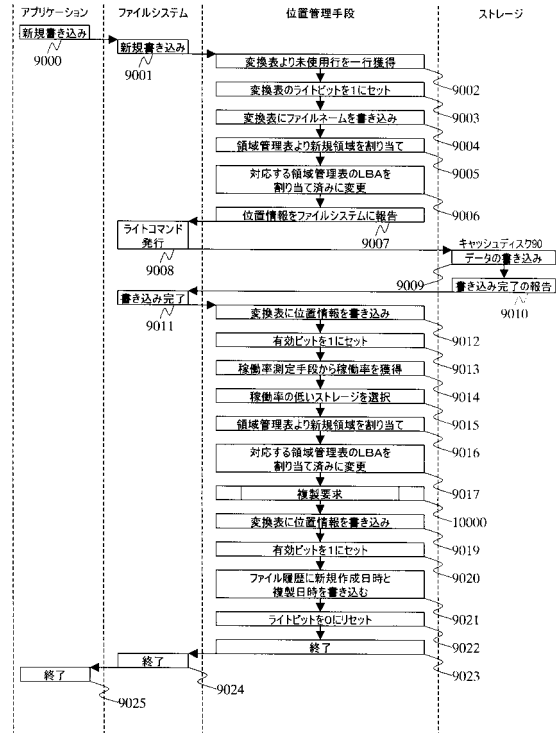 アプリケーション
ファイルシステム
位置管理手段
ストレージ
新規書き込み
9000
新規書き込み
9001
変換表より未使用行を一行獲得
9002
変換表のライトビットを1にセット
9003
変換表にファイルネームを書き込み
9004
領域管理表より新規領域を割り当て
9005
対応する領域管理表のLBAを
割り当て済みに変更
9006
位置情報をファイルシステムに報告
9007
ライトコマンド
発行
9008
キャッシュディスク90
データの書き込み
9009
書き込み完了の報告
9010
書き込み完了
9011
変換表に位置情報を書き込み
9012
有効ビットを1にセット
9013
稼働率測定手段から稼働率を獲得
9014
稼働率の低いストレージを選択
9015
領域管理表より新規領域を割り当て
9016
対応する領域管理表のLBAを
割り当て済みに変更
9017
複製要求
10000
変換表に位置情報を書き込み
9019
有効ビットを1にセット
9020
ファイル履歴に新規作成日時と
複製日時を書き込む
9021
ライトビットを0にリセット
9022
終了
9023
終了
9024
終了
9025